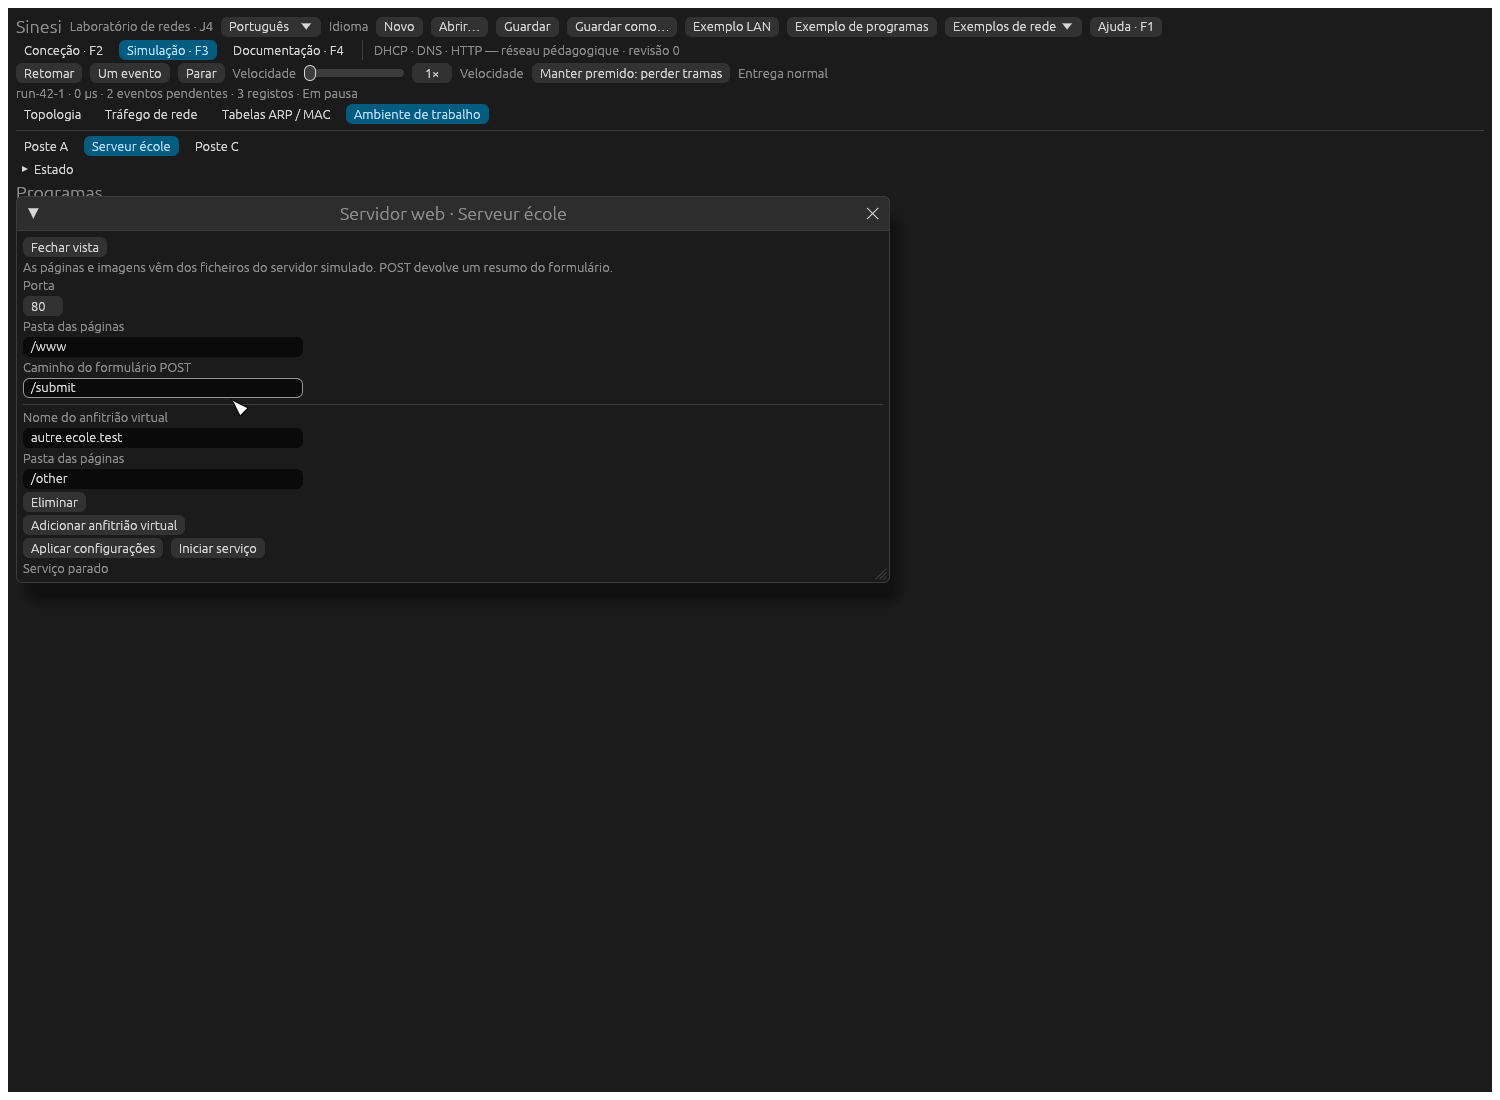 Sinesi Laboratório de redes · J4 Português Idioma Novo Abrir… Guardar Guardar como… Exemplo LAN Exemplo de programas Exemplos de rede Ajuda · F1
Conceção · F2 Simulação · F3 Documentação · F4 DHCP · DNS · HTTP — réseau pédagogique · revisão 0
Retomar Um evento Parar Velocidade 1× Velocidade Manter premido: perder tramas Entrega normal
run-42-1 · 0 µs · 2 eventos pendentes · 3 registos · Em pausa
Topologia Tráfego de rede Tabelas ARP / MAC Ambiente de trabalho
Poste A Serveur école Poste C
Estado
Programas
Servidor web · Serveur école
Fechar vista
As páginas e imagens vêm dos ficheiros do servidor simulado. POST devolve um resumo do formulário.
Porta
80
Pasta das páginas
/www
Caminho do formulário POST
/submit
Nome do anfitrião virtual
autre.ecole.test
Pasta das páginas
/other
Eliminar
Adicionar anfitrião virtual
Aplicar configurações Iniciar serviço
Serviço parado